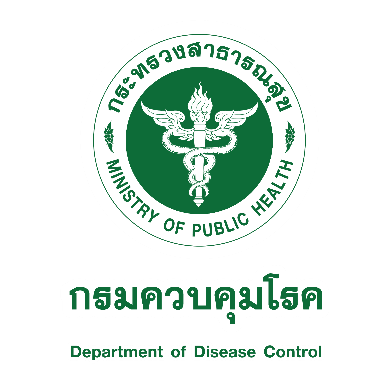 กระทรวงสาธารณสุข
MINISTRY OF PUBLIC HEALTH
กรมควบคุมโรค
Department of Disease Control